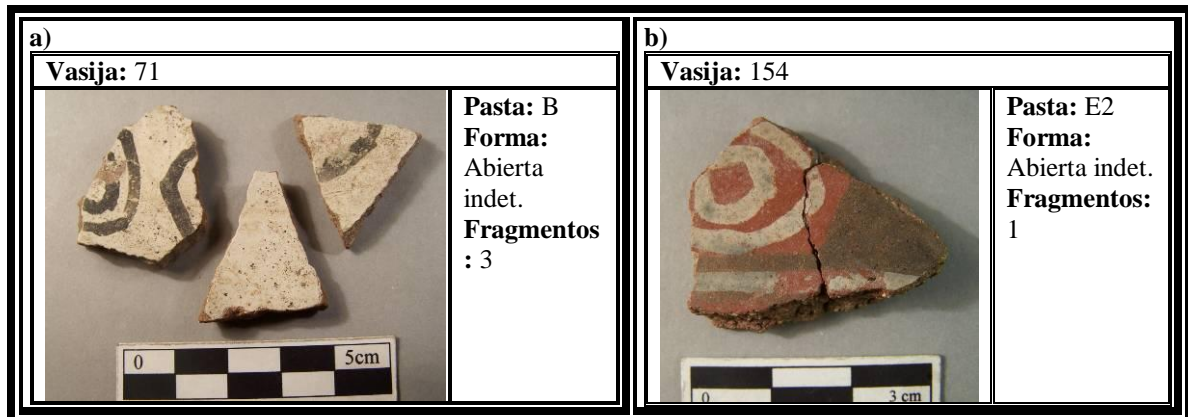 a)
Vasija: 71
Pasta: B
Forma:
Abierta
indet.
Fragmentos
: 3
0 5cm
b)
Vasija: 154
Pasta: E2
Forma:
Abierta indet.
Fragmentos:
1
0 3 cm